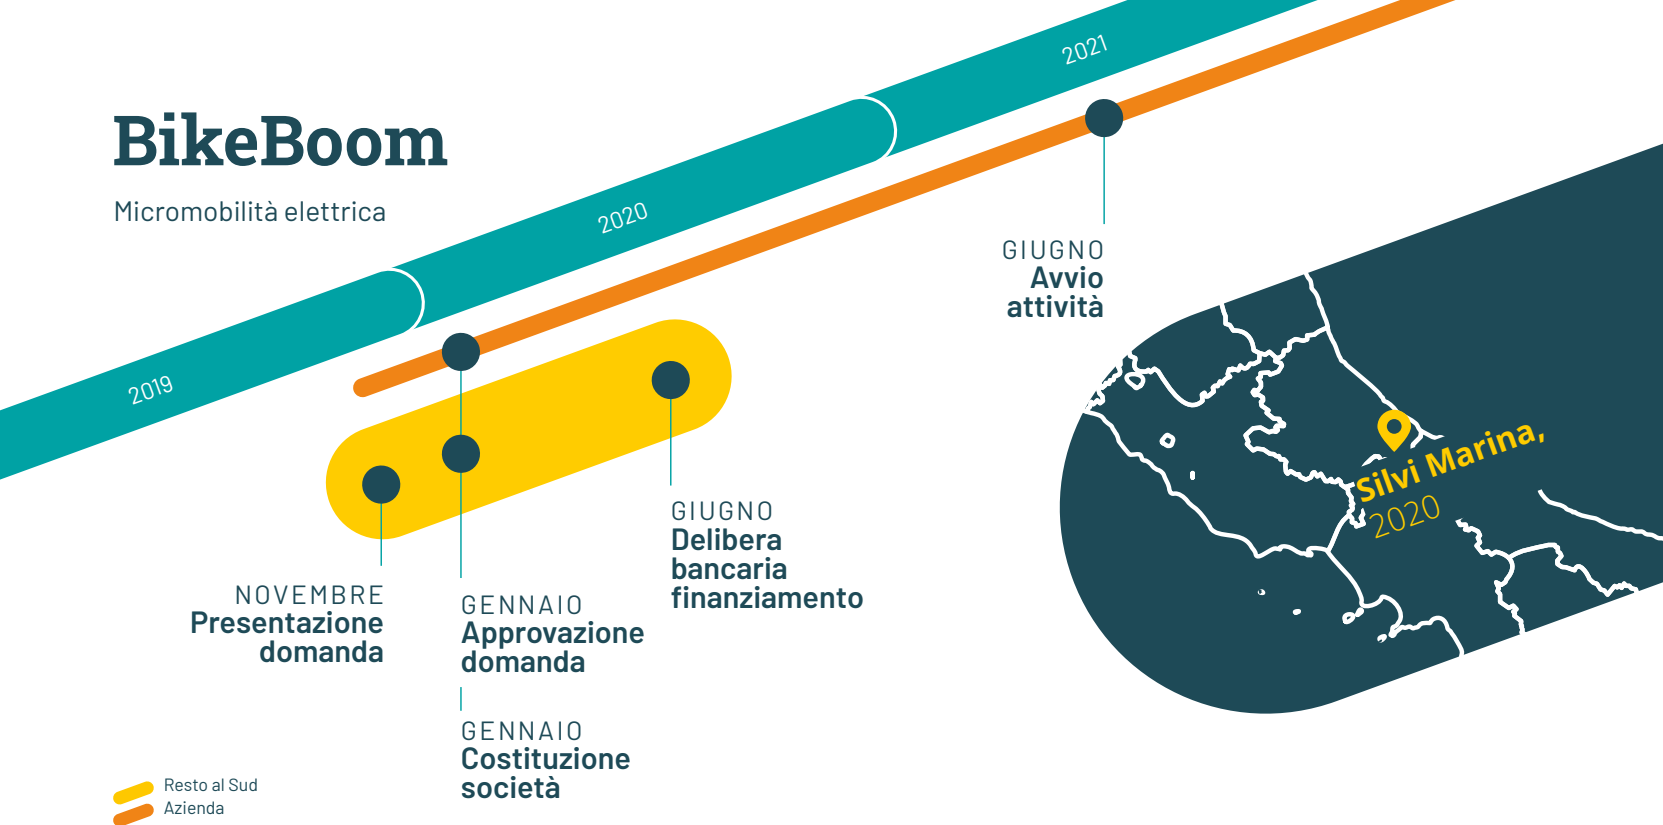 BikeBoom
Micromobilità elettrica
2019
2020
2021
GIUGNO
Avvio
attività
NOVEMBRE
Presentazione
domanda
GENNAIO
Approvazione
domanda
GENNAIO
Costituzione
società
GIUGNO
Delibera
bancaria
finanziamento
Silvi Marina,
2020
Resto al Sud
Azienda